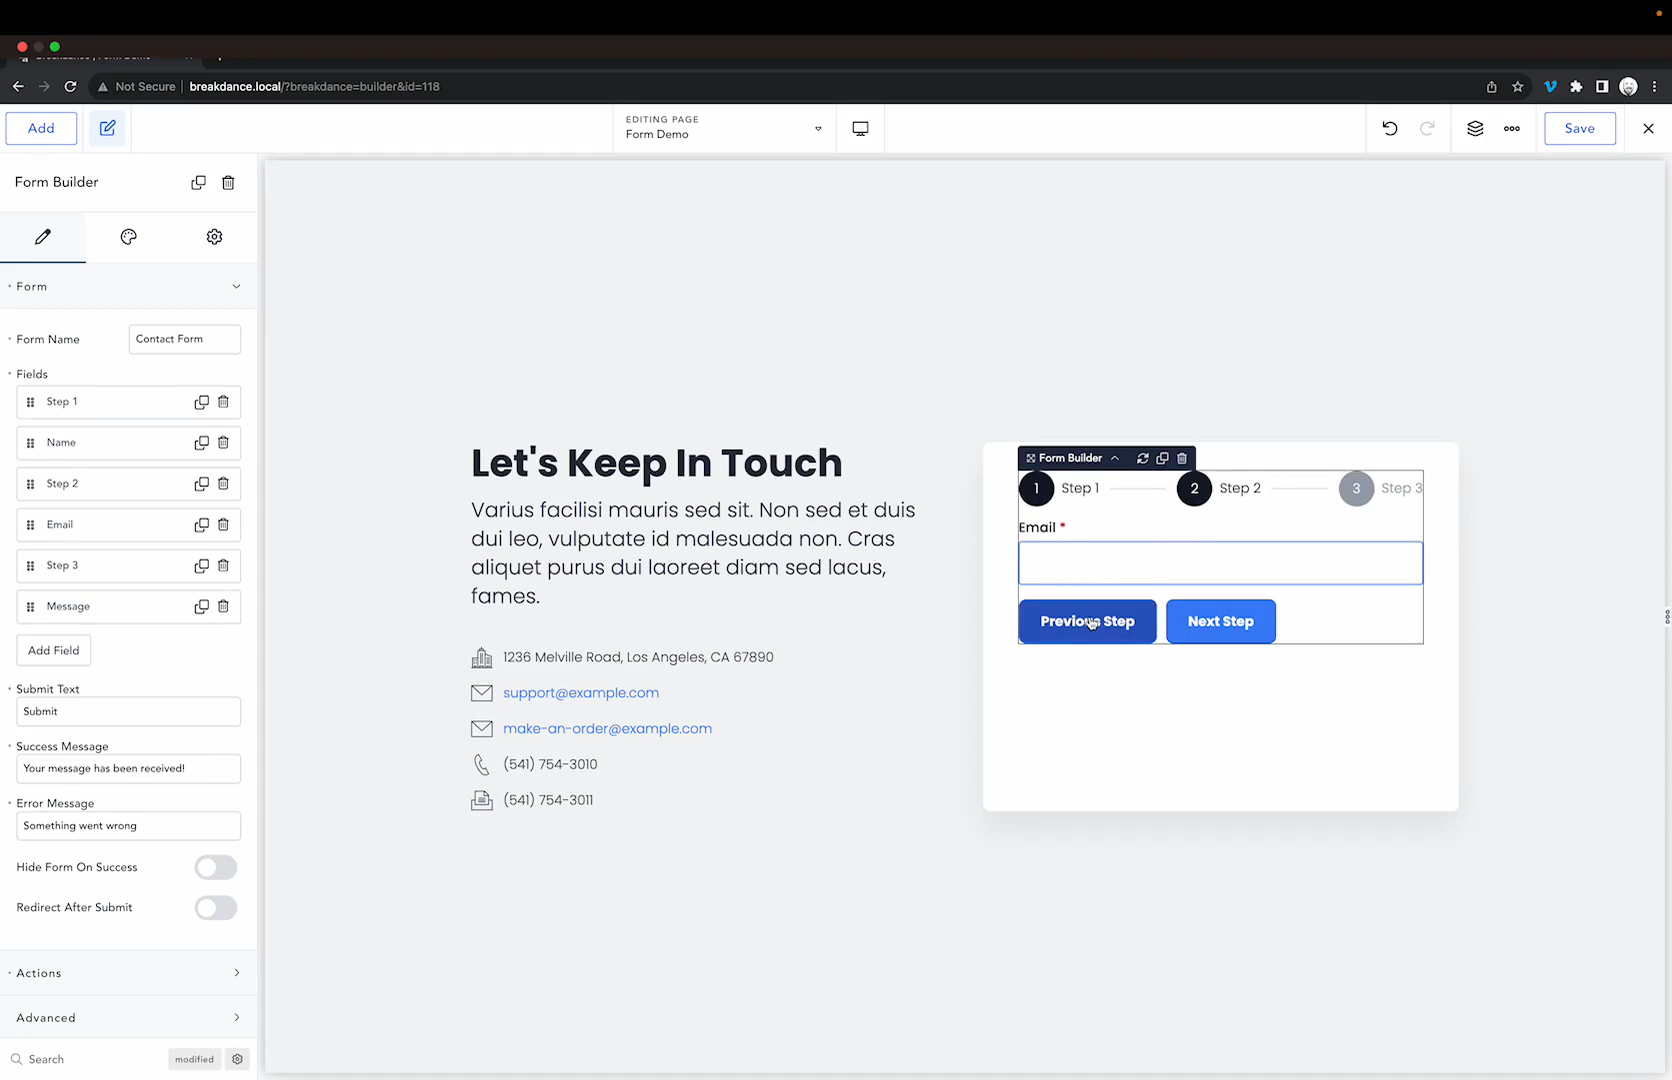 Not Secure
breakdance.local/?breakdance=builder&id=118
Add
EDITING PAGE
Form Demo
Save
Form Builder
Form
Form Name
Contact Form
Fields
Step 1
Name
Step 2
Email
Step 3
Message
Add Field
Submit Text
Submit
Success Message
Your message has been received!
Error Message
Something went wrong
Hide Form On Success
Redirect After Submit
Actions
Advanced
Search
modified
Let's Keep In Touch
Varius facilisi mauris sed sit. Non sed et duis
dui leo, vulputate id malesuada non. Cras
aliquet purus dui laoreet diam sed lacus,
fames.
1236 Melville Road, Los Angeles, CA 67890
support@example.com
make-an-order@example.com
(541) 754-3010
(541) 754-3011
Form Builder
1 Step 1 2 Step 2 3 Step 3
Email *
Previous Step Next Step